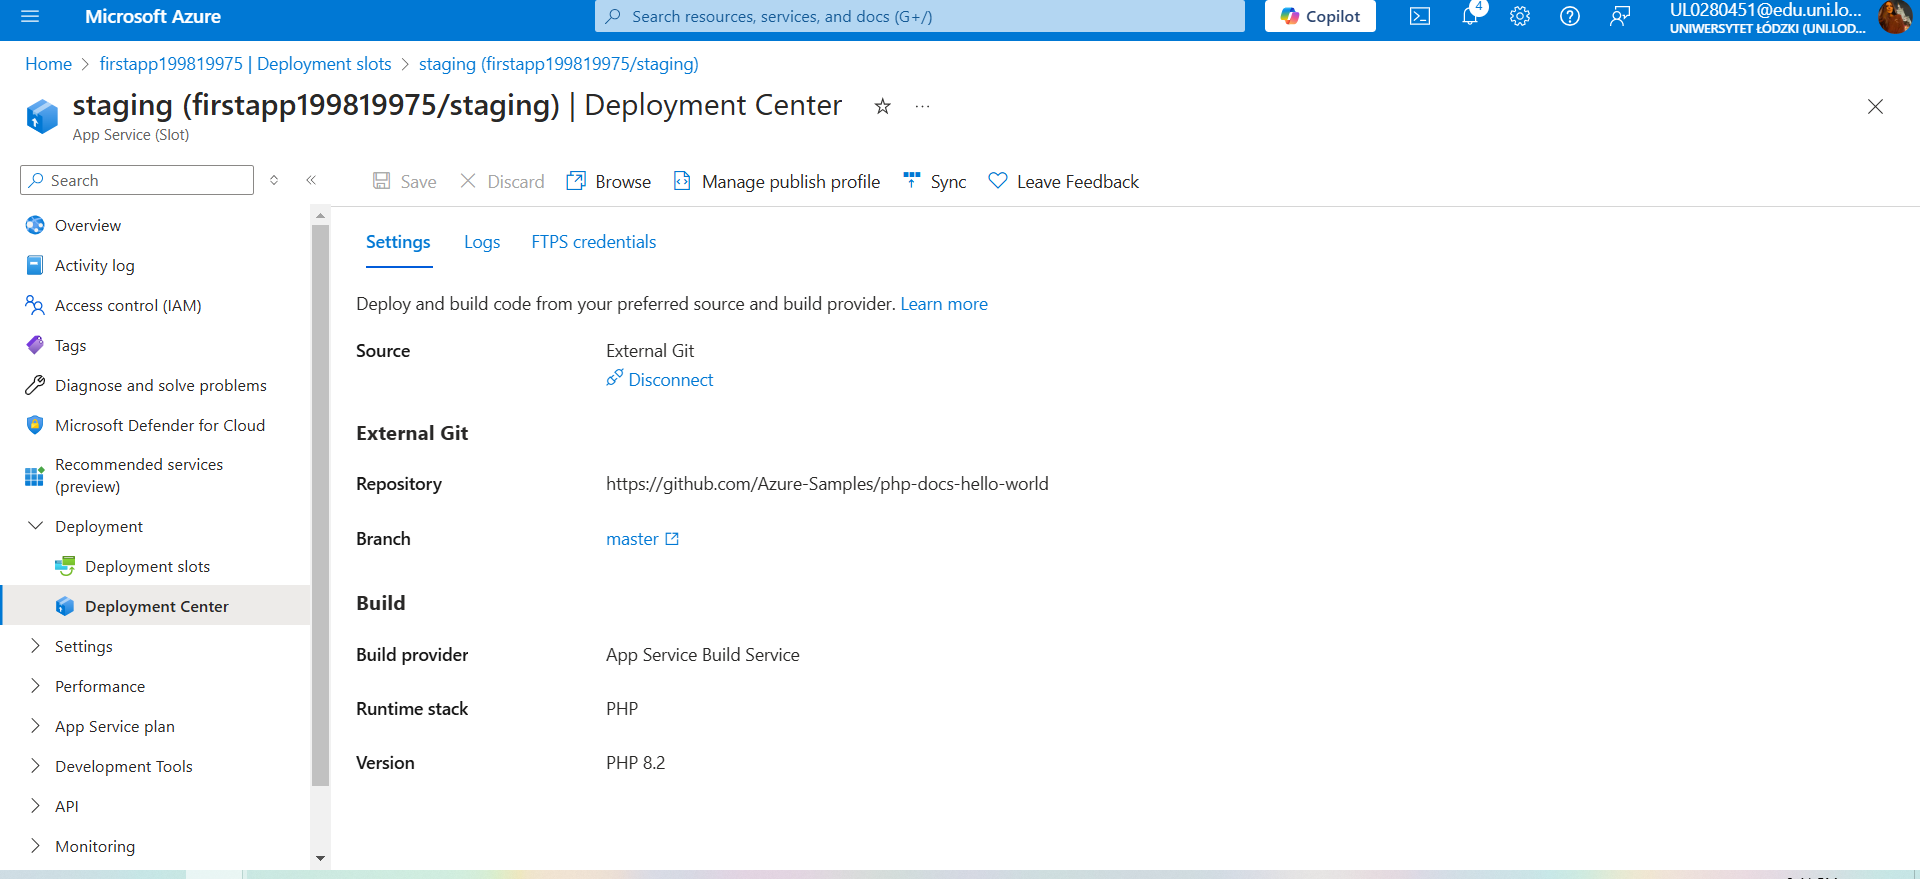 Microsoft Azure
Search resources, services, and docs (G+/)
Copilot
4
UL0280451@edu.uni.lo...
UNIWERSYTET ŁÓDZKI (UNI.LOD...
Home > firstapp199819975 | Deployment slots > staging (firstapp199819975/staging)
staging (firstapp199819975/staging) | Deployment Center
App Service (Slot)
Search
Save
Discard
Browse
Manage publish profile
Sync
Leave Feedback
Overview
Activity log
Access control (IAM)
Tags
Diagnose and solve problems
Microsoft Defender for Cloud
Recommended services
(preview)
Deployment
Deployment slots
Deployment Center
Settings
Performance
App Service plan
Development Tools
API
Monitoring
Settings
Logs
FTPS credentials
Deploy and build code from your preferred source and build provider. Learn more
Source
External Git
Disconnect
External Git
Repository
https://github.com/Azure-Samples/php-docs-hello-world
Branch
master
Build
Build provider
App Service Build Service
Runtime stack
PHP
Version
PHP 8.2